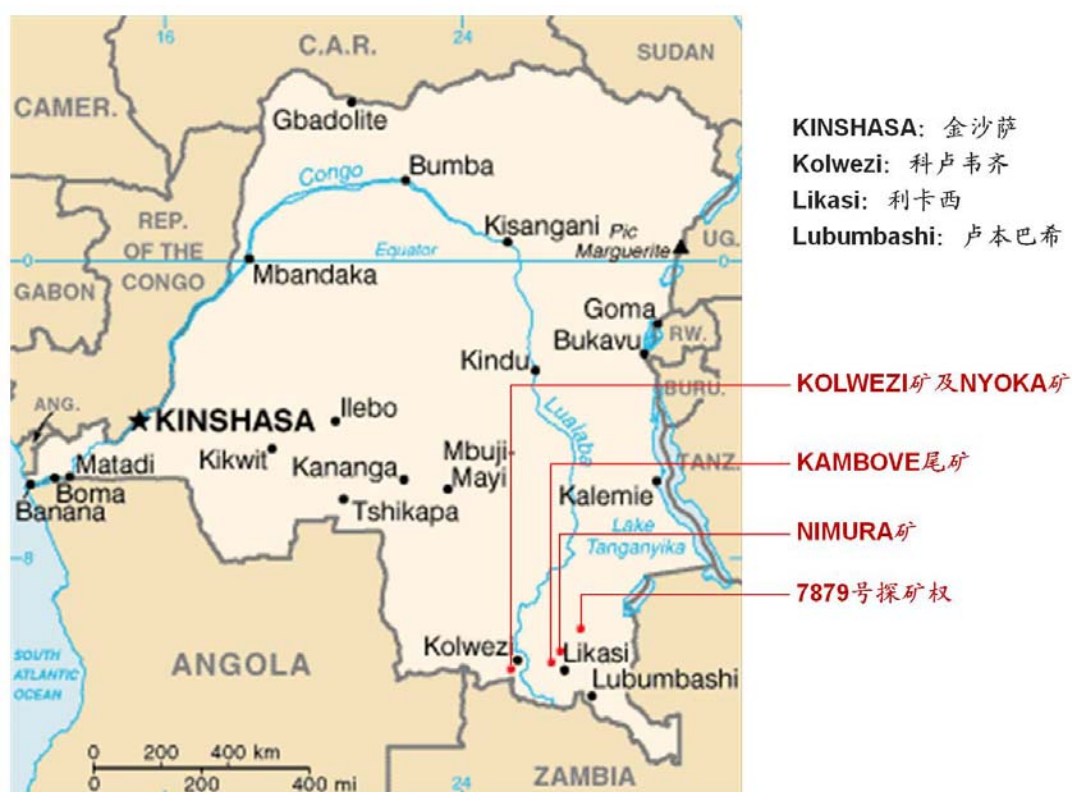 16
24
C.A.R.
SUDAN
CAMER.
Gbadolite
Congo
Bumba
REP.
OF THE
CONGO
Kisangani
Pic
Marguerite
UG.
0
Equator
0
Mbandaka
GABON
Goma
RW.
Bukavu
Kindu
BURU.
ANG.
KINSHASA
Ilebo
Lualaba
Kikwit
Mbuji-
Mayi
Kananga
TANZ.
Matadi
Boma
Banana
Tshikapa
Kalemie
Lake
Tanganyika
8
SOUTH
ATLANTIC
OCEAN
ANGOLA
Kolwezi
Likasi
Lubumbashi
0 200 400 km
0 200 400 mi
24
ZAMBIA
KINSHASA: 金沙萨
Kolwezi: 科卢韦齐
Likasi: 利卡西
Lubumbashi: 卢本巴希
KOLWEZI矿及NYOKA矿
KAMBOVE尾矿
NIMURA矿
7879号探矿权